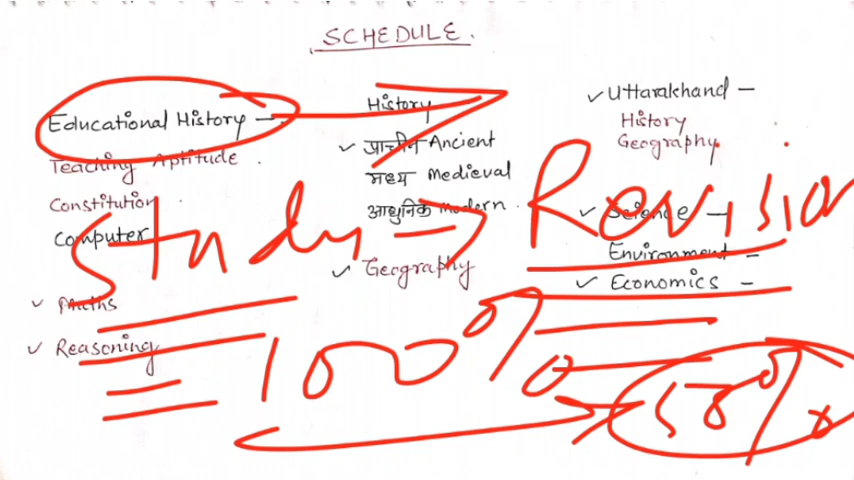 SCHEDULE.
Educational History -
Teaching Aptitude .
Constitution .
Computer
✓ Maths
✓ Reasoning
History
✓ प्राचीन Ancient
मध्य Medieval
आधुनिक Modern .
✓ Geography
✓ Uttarakhand -
History
Geography
✓ Science -
Environment -
✓ Economics -
Study → Revision
100%
50%